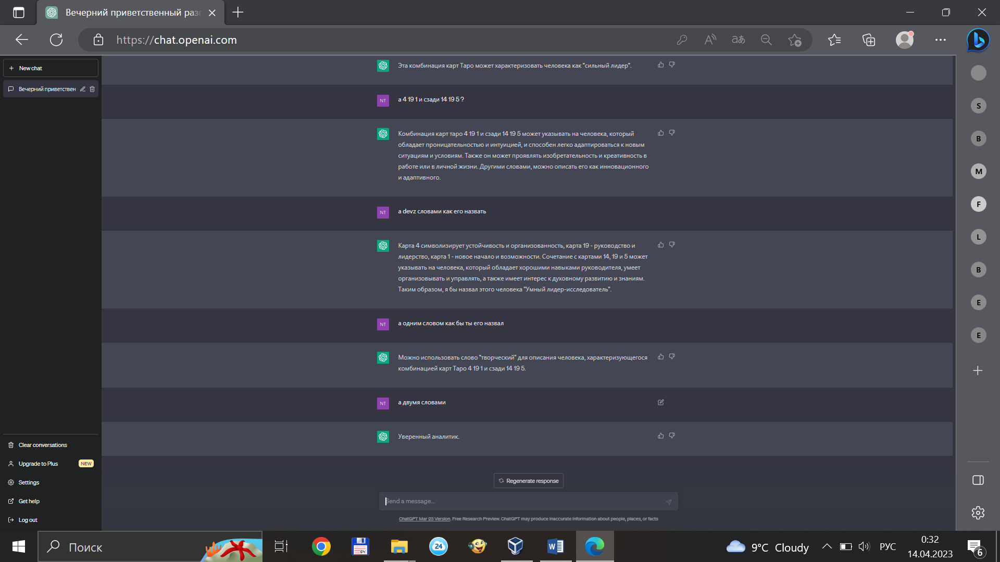 Вечерний приветственный раз
https://chat.openai.com
New chat
Вечерний приветствен
Эта комбинация карт Таро может характеризовать человека как "сильный лидер".
NT
а 4 19 1 и сзади 14 19 5 ?
Комбинация карт таро 4 19 1 и сзади 14 19 5 может указывать на человека, который
обладает проницательностью и интуицией, и способен легко адаптироваться к новым
ситуациям и условиям. Также он может проявлять изобретательность и креативность в
работе или в личной жизни. Другими словами, можно описать его как инновационного
и адаптивного.
NT
а devz словами как его назвать
Карта 4 символизирует устойчивость и организованность, карта 19 - руководство и
лидерство, карта 1 - новое начало и возможности. Сочетание с картами 14, 19 и 5 может
указывать на человека, который обладает хорошими навыками руководителя, умеет
организовывать и управлять, а также имеет интерес к духовному развитию и знаниям.
Таким образом, я бы назвал этого человека "Умный лидер-исследователь".
NT
а одним словом как бы ты его назвал
Можно использовать слово "творческий" для описания человека, характеризующегося
комбинацией карт Таро 4 19 1 и сзади 14 19 5.
NT
а двумя словами
Уверенный аналитик.
Clear conversations
Upgrade to Plus NEW
Settings
Get help
Log out
Regenerate response
Send a message...
ChatGPT Mar 23 Version. Free Research Preview. ChatGPT may produce inaccurate information about people, places, or facts
S
B
M
F
L
B
E
E
Поиск
64
24
W
9°C Cloudy
РУС
0:32
14.04.2023
6